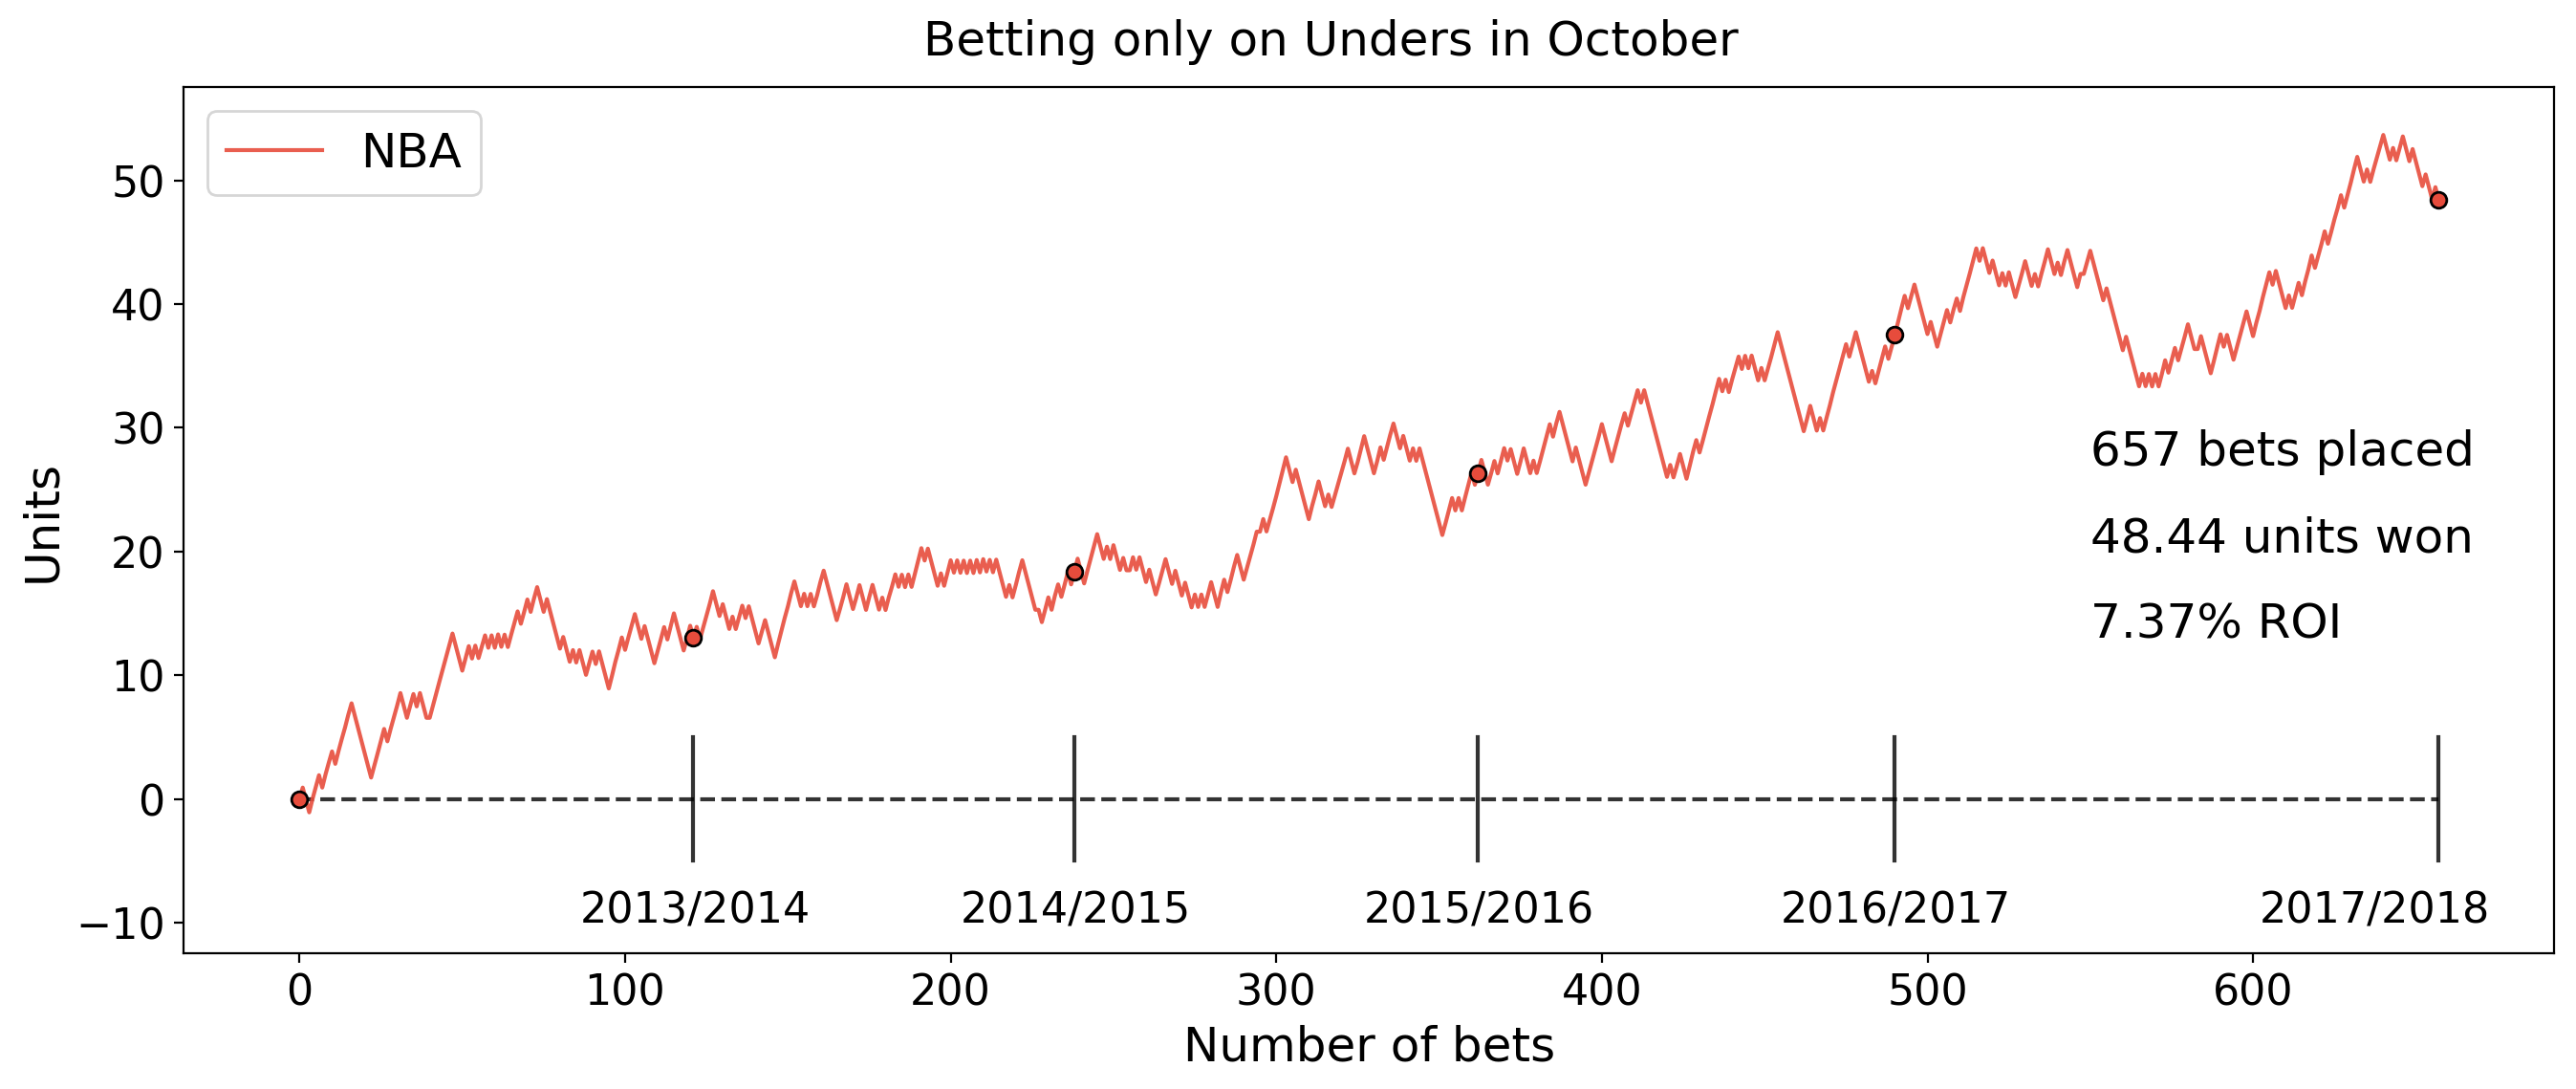 Betting only on Unders in October
NBA
50
40
30
20
10
0
−10
Units
657 bets placed
48.44 units won
7.37% ROI
2013/2014
2014/2015
2015/2016
2016/2017
2017/2018
0
100
200
300
400
500
600
Number of bets